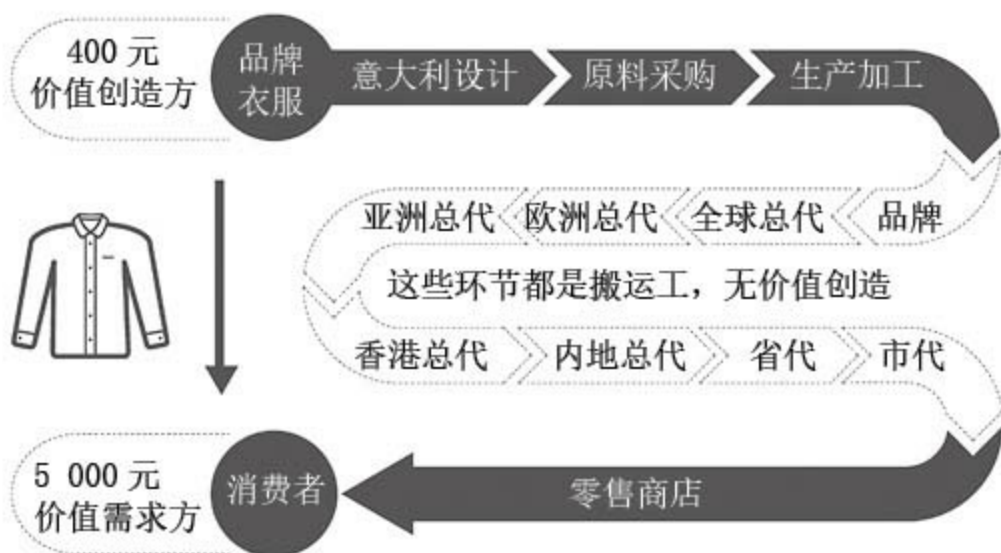 400 元
价值创造方
品牌
衣服
意大利设计
原料采购
生产加工
亚洲总代
欧洲总代
全球总代
品牌
这些环节都是搬运工，无价值创造
香港总代
内地总代
省代
市代
5 000 元
价值需求方
消费者
零售商店